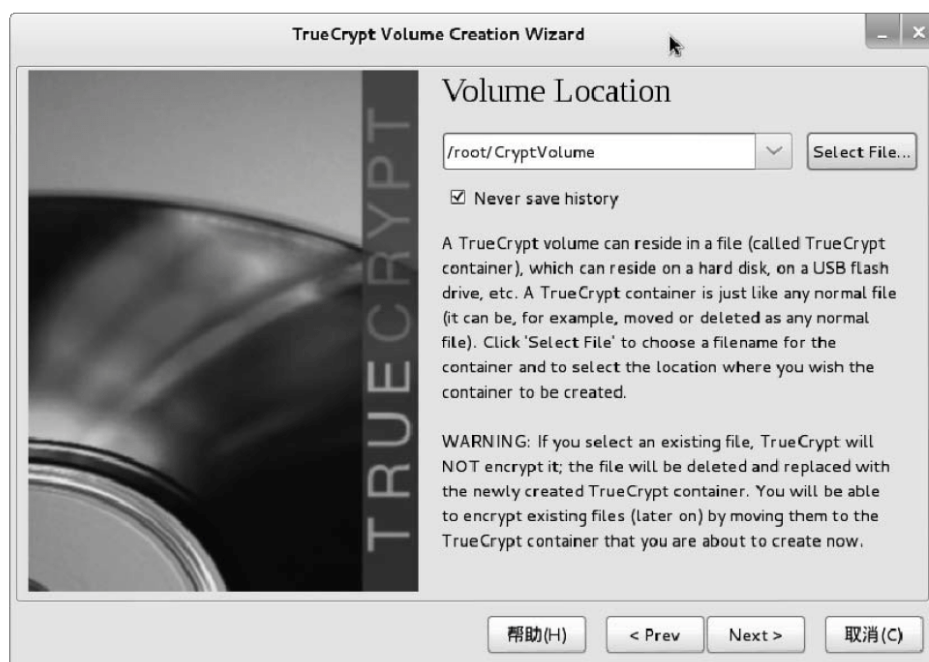 TrueCrypt Volume Creation Wizard
TRUECRYPT
Volume Location
/root/CryptVolume
Select File...
Never save history
A TrueCrypt volume can reside in a file (called TrueCrypt
container), which can reside on a hard disk, on a USB flash
drive, etc. A TrueCrypt container is just like any normal file
(it can be, for example, moved or deleted as any normal
file). Click 'Select File' to choose a filename for the
container and to select the location where you wish the
container to be created.
WARNING: If you select an existing file, TrueCrypt will
NOT encrypt it; the file will be deleted and replaced with
the newly created TrueCrypt container. You will be able
to encrypt existing files (later on) by moving them to the
TrueCrypt container that you are about to create now.
帮助(H)
< Prev
Next >
取消(C)